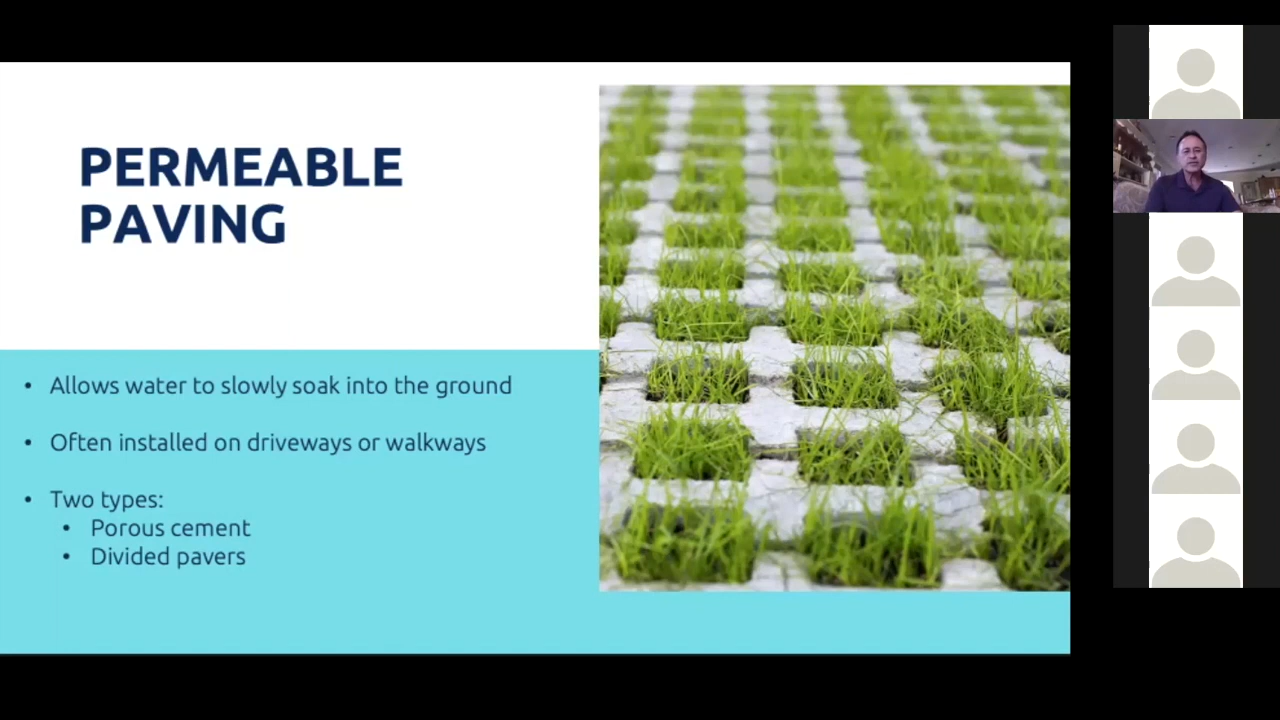 PERMEABLE
PAVING
• Allows water to slowly soak into the ground
• Often installed on driveways or walkways
• Two types:
• Porous cement
• Divided pavers